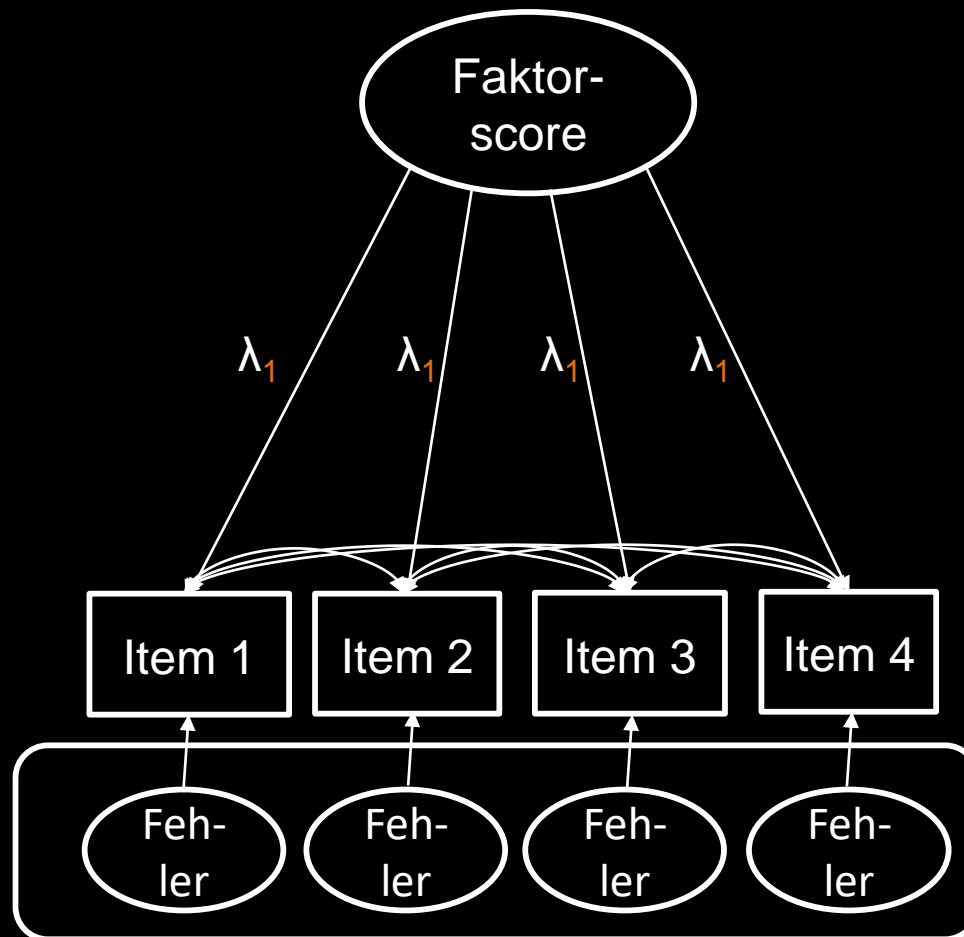 Faktor-
score
λ1 λ1 λ1 λ1
Item 1 Item 2 Item 3 Item 4
Feh- Feh- Feh- Feh-
ler ler ler ler